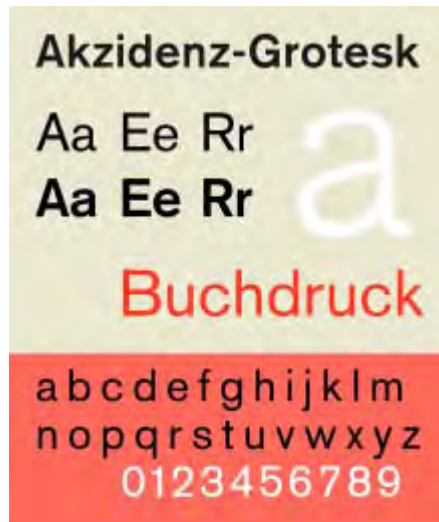 Akzidenz-Grotesk
Aa Ee Rr
a
Aa Ee Rr
Buchdruck
abcdefghijklm
nopqrstuvwxyz
0123456789